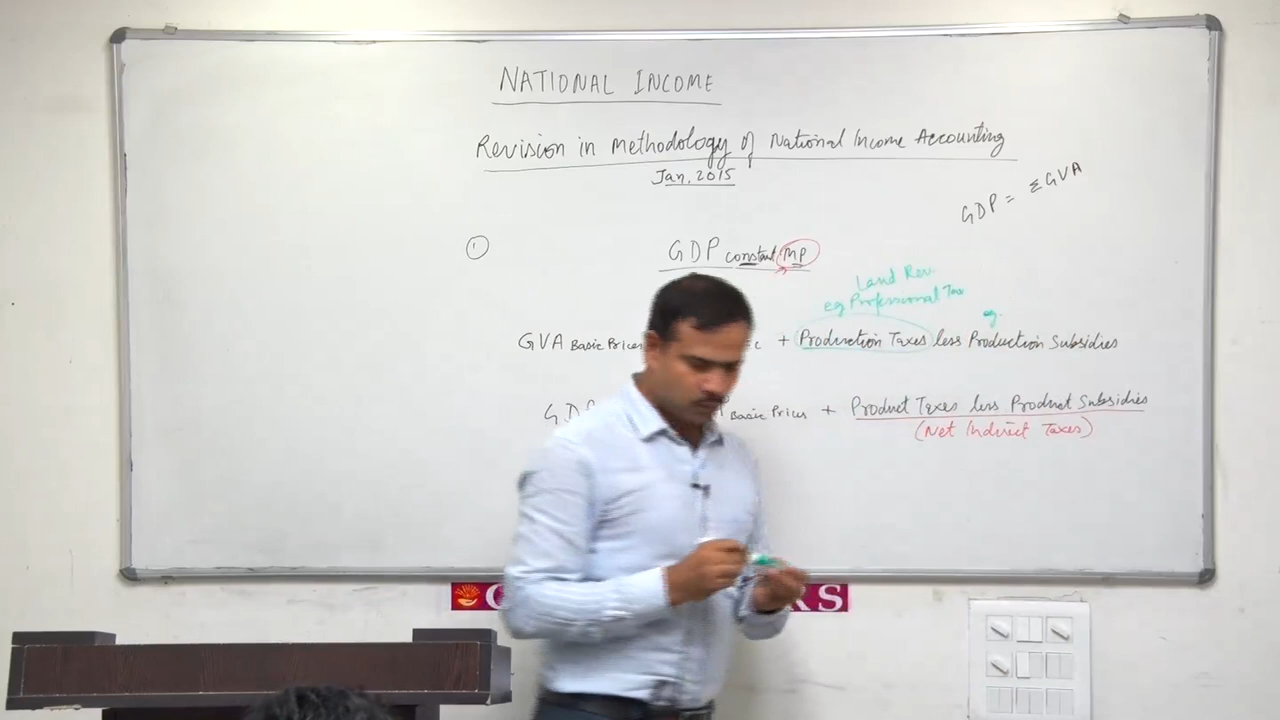 NATIONAL INCOME
Revision in Methodology of National Income Accounting
Jan. 2015
GDP = ΣGVA
① GDP constant MP
Land Rev.
eg Professional Tax
eg.
GVA Basic Prices + Production Taxes less Production Subsidies
Basic Prices + Product Taxes less Product Subsidies
(Net Indirect Taxes)
RS